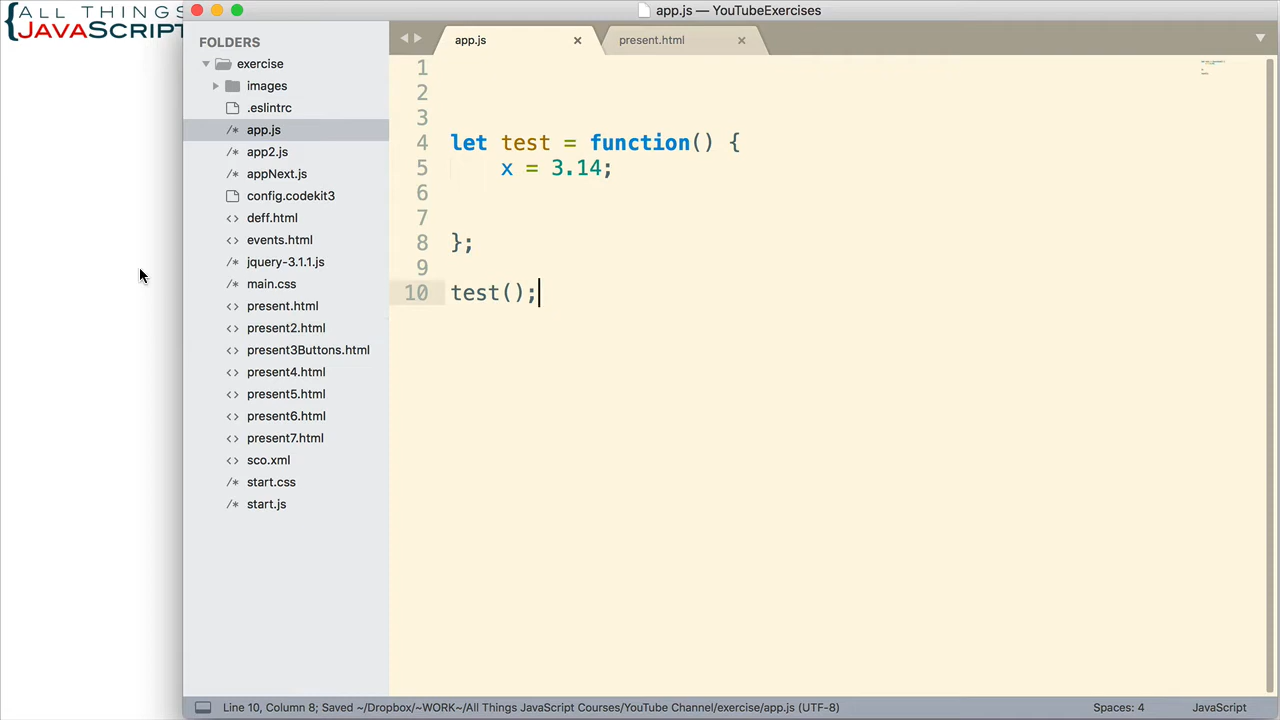 {ALL THINGS
JAVASCRIPT
app.js — YouTubeExercises
FOLDERS
exercise
images
.eslintrc
/* app.js
/* app2.js
/* appNext.js
config.codekit3
<> deff.html
<> events.html
/* jquery-3.1.1.js
/* main.css
<> present.html
<> present2.html
<> present3Buttons.html
<> present4.html
<> present5.html
<> present6.html
<> present7.html
<> sco.xml
/* start.css
/* start.js
app.js ×
present.html ×
1
2
3
4 let test = function() {
5 x = 3.14;
6
7
8 };
9
10 test();
Line 10, Column 8; Saved ~/Dropbox/~WORK~/All Things JavaScript Courses/YouTube Channel/exercise/app.js (UTF-8)
Spaces: 4
JavaScript